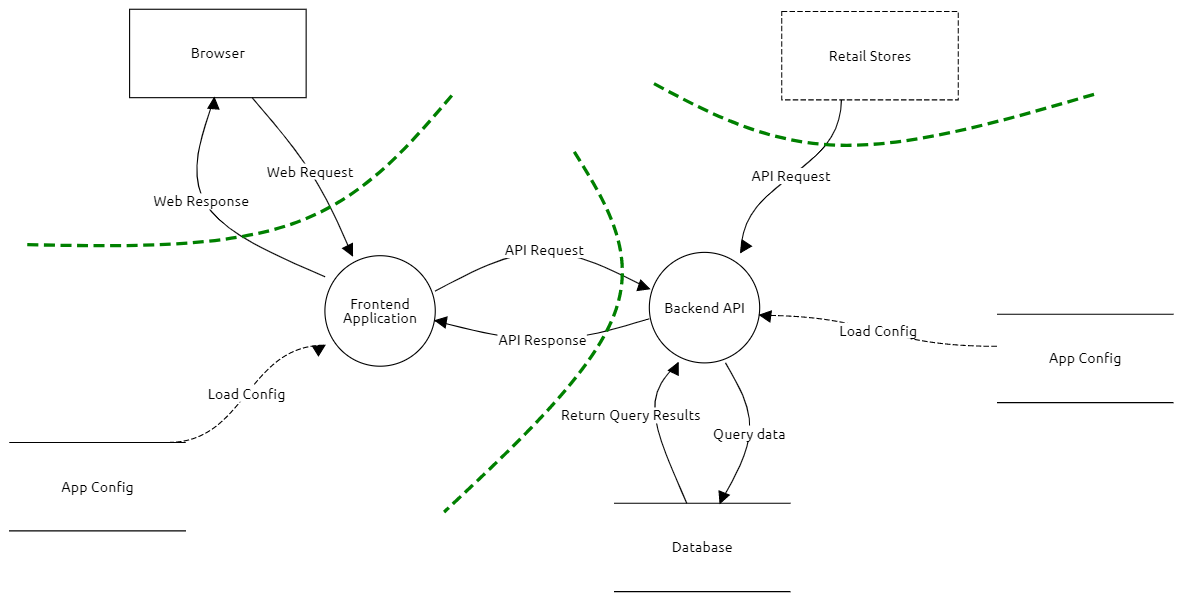 Browser
Retail Stores
Web Request
API Request
Web Response
API Request
Frontend
Application
Backend API
Load Config
API Response
App Config
Load Config
Return Query Results
Query data
App Config
Database